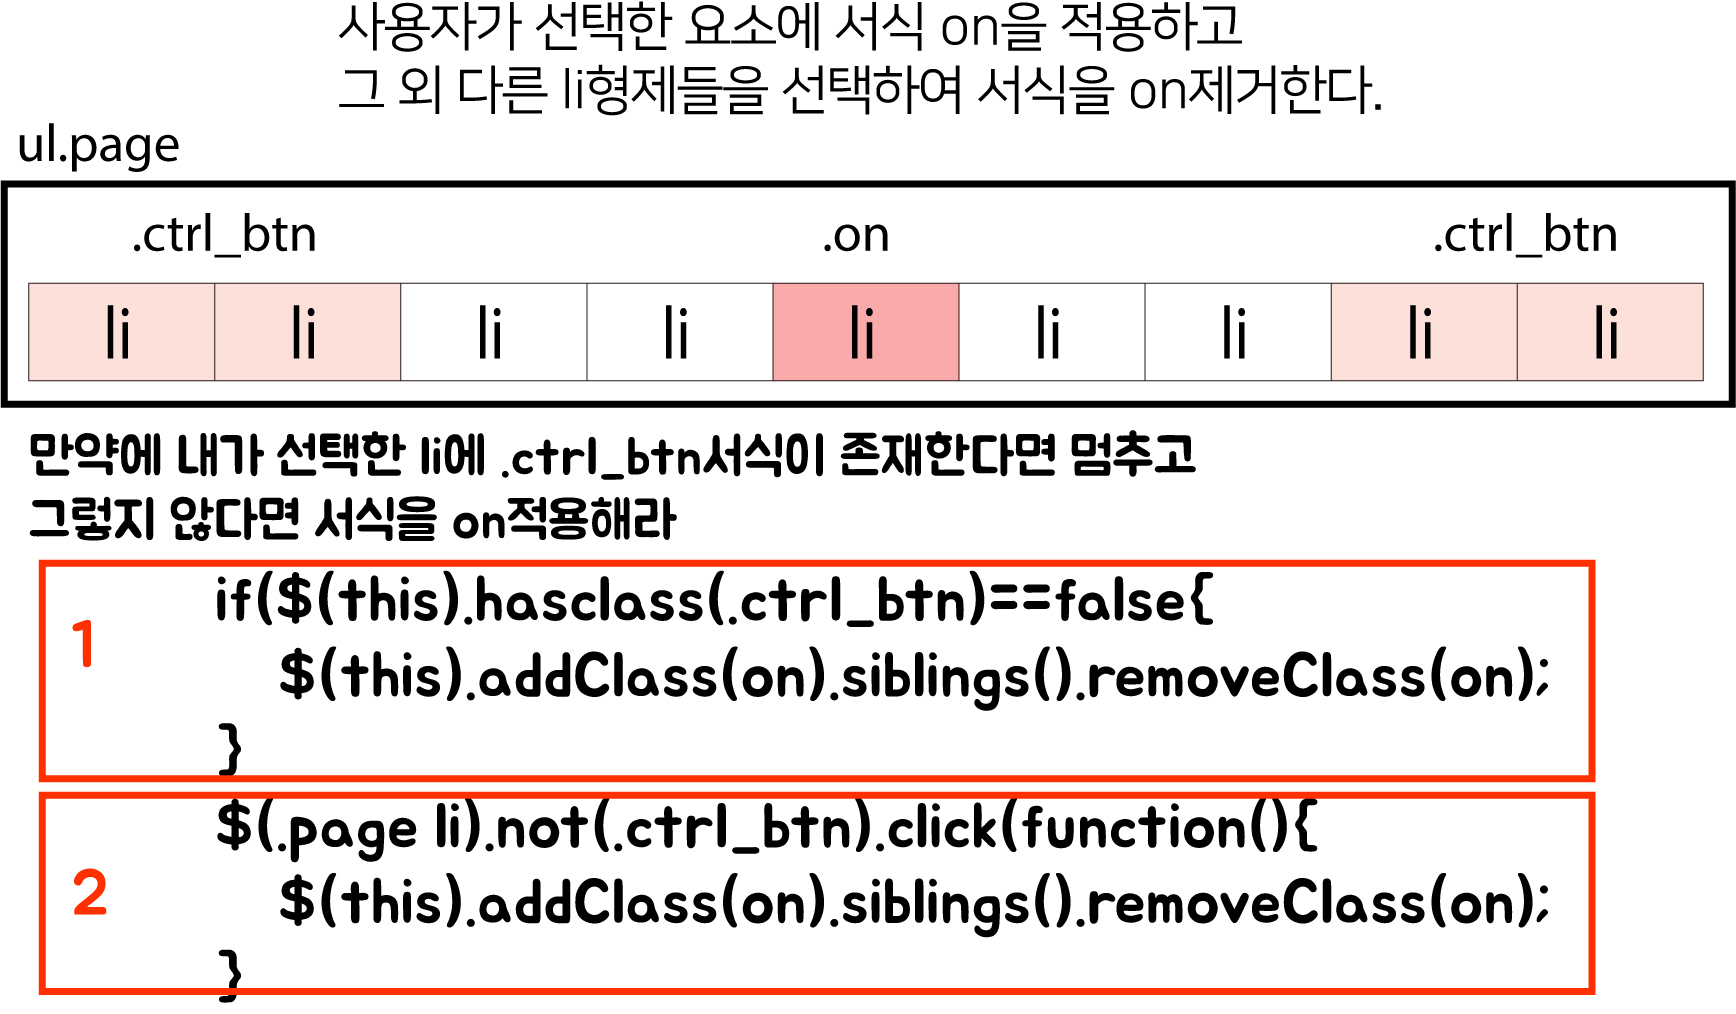 사용자가 선택한 요소에 서식 on을 적용하고
그 외 다른 li형제들을 선택하여 서식을 on제거한다.
ul.page
.ctrl_btn .on .ctrl_btn
li li li li li li li li li
만약에 내가 선택한 li에 .ctrl_btn서식이 존재한다면 멈추고
그렇지 않다면 서식을 on적용해라
1
if($(this).hasclass(.ctrl_btn)==false{
$(this).addClass(on).siblings().removeClass(on);
}
2
$(.page li).not(.ctrl_btn).click(function(){
$(this).addClass(on).siblings().removeClass(on);
}